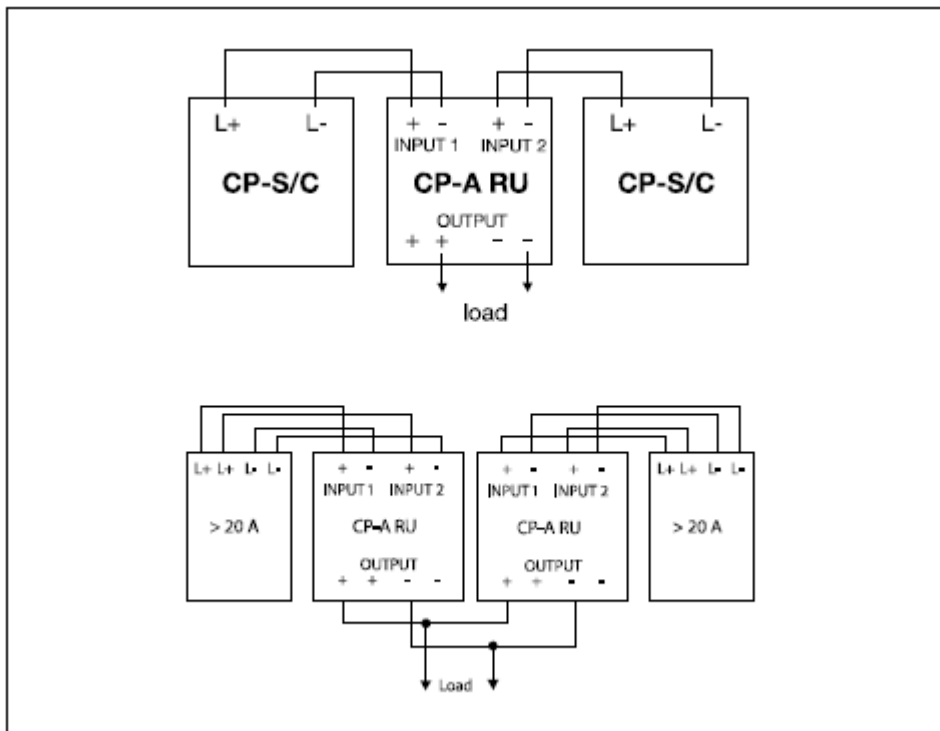 L+ L- + - + - L+ L-
INPUT 1 INPUT 2
CP-S/C CP-A RU CP-S/C
OUTPUT
+ + - -
load
L+ L+ L- L- + - + - + - + - L+ L+ L- L-
INPUT 1 INPUT 2 INPUT 1 INPUT 2
> 20 A CP-A RU CP-A RU > 20 A
OUTPUT OUTPUT
+ + - - + + - -
Load